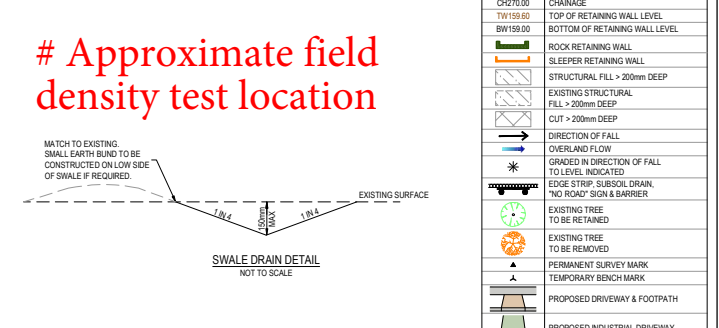 # Approximate field
density test location
MATCH TO EXISTING.
SMALL EARTH BUND TO BE
CONSTRUCTED ON LOW SIDE
OF SWALE IF REQUIRED.
EXISTING SURFACE
1 IN 4
150mm
MAX
1 IN 4
SWALE DRAIN DETAIL
NOT TO SCALE
CH270.00 CHAINAGE
TW159.60 TOP OF RETAINING WALL LEVEL
BW159.00 BOTTOM OF RETAINING WALL LEVEL
ROCK RETAINING WALL
SLEEPER RETAINING WALL
STRUCTURAL FILL > 200mm DEEP
EXISTING STRUCTURAL
FILL > 200mm DEEP
CUT > 200mm DEEP
DIRECTION OF FALL
OVERLAND FLOW
GRADED IN DIRECTION OF FALL
TO LEVEL INDICATED
EDGE STRIP, SUBSOIL DRAIN,
"NO ROAD" SIGN & BARRIER
EXISTING TREE
TO BE RETAINED
EXISTING TREE
TO BE REMOVED
PERMANENT SURVEY MARK
TEMPORARY BENCH MARK
PROPOSED DRIVEWAY & FOOTPATH
PROPOSED INDUSTRIAL DRIVEWAY